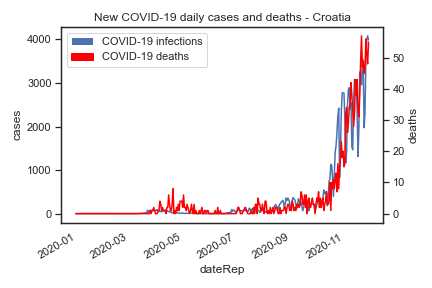 New COVID-19 daily cases and deaths - Croatia
COVID-19 infections
COVID-19 deaths
4000
3000
2000
1000
0
cases
50
40
30
20
10
0
deaths
2020-01
2020-03
2020-05
2020-07
2020-09
2020-11
dateRep